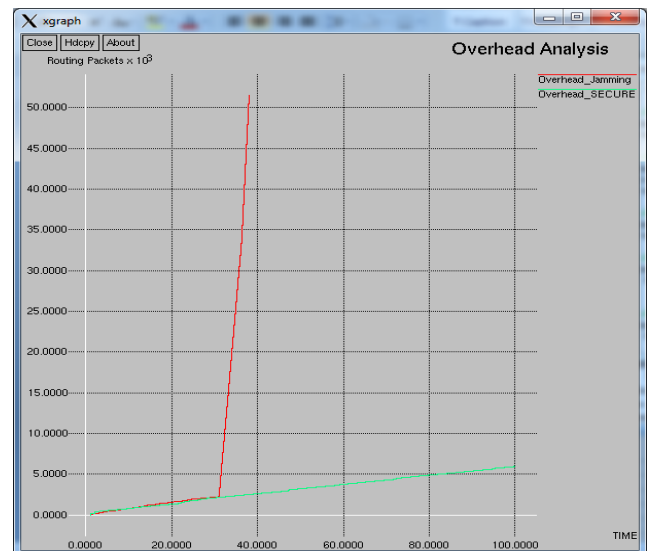 xgraph
Close Hdcpy About
Overhead Analysis
Routing Packets x 10^3
Overhead_Jamming
Overhead_SECURE
50.0000
45.0000
40.0000
35.0000
30.0000
25.0000
20.0000
15.0000
10.0000
5.0000
0.0000
TIME
0.0000 20.0000 40.0000 60.0000 80.0000 100.0000